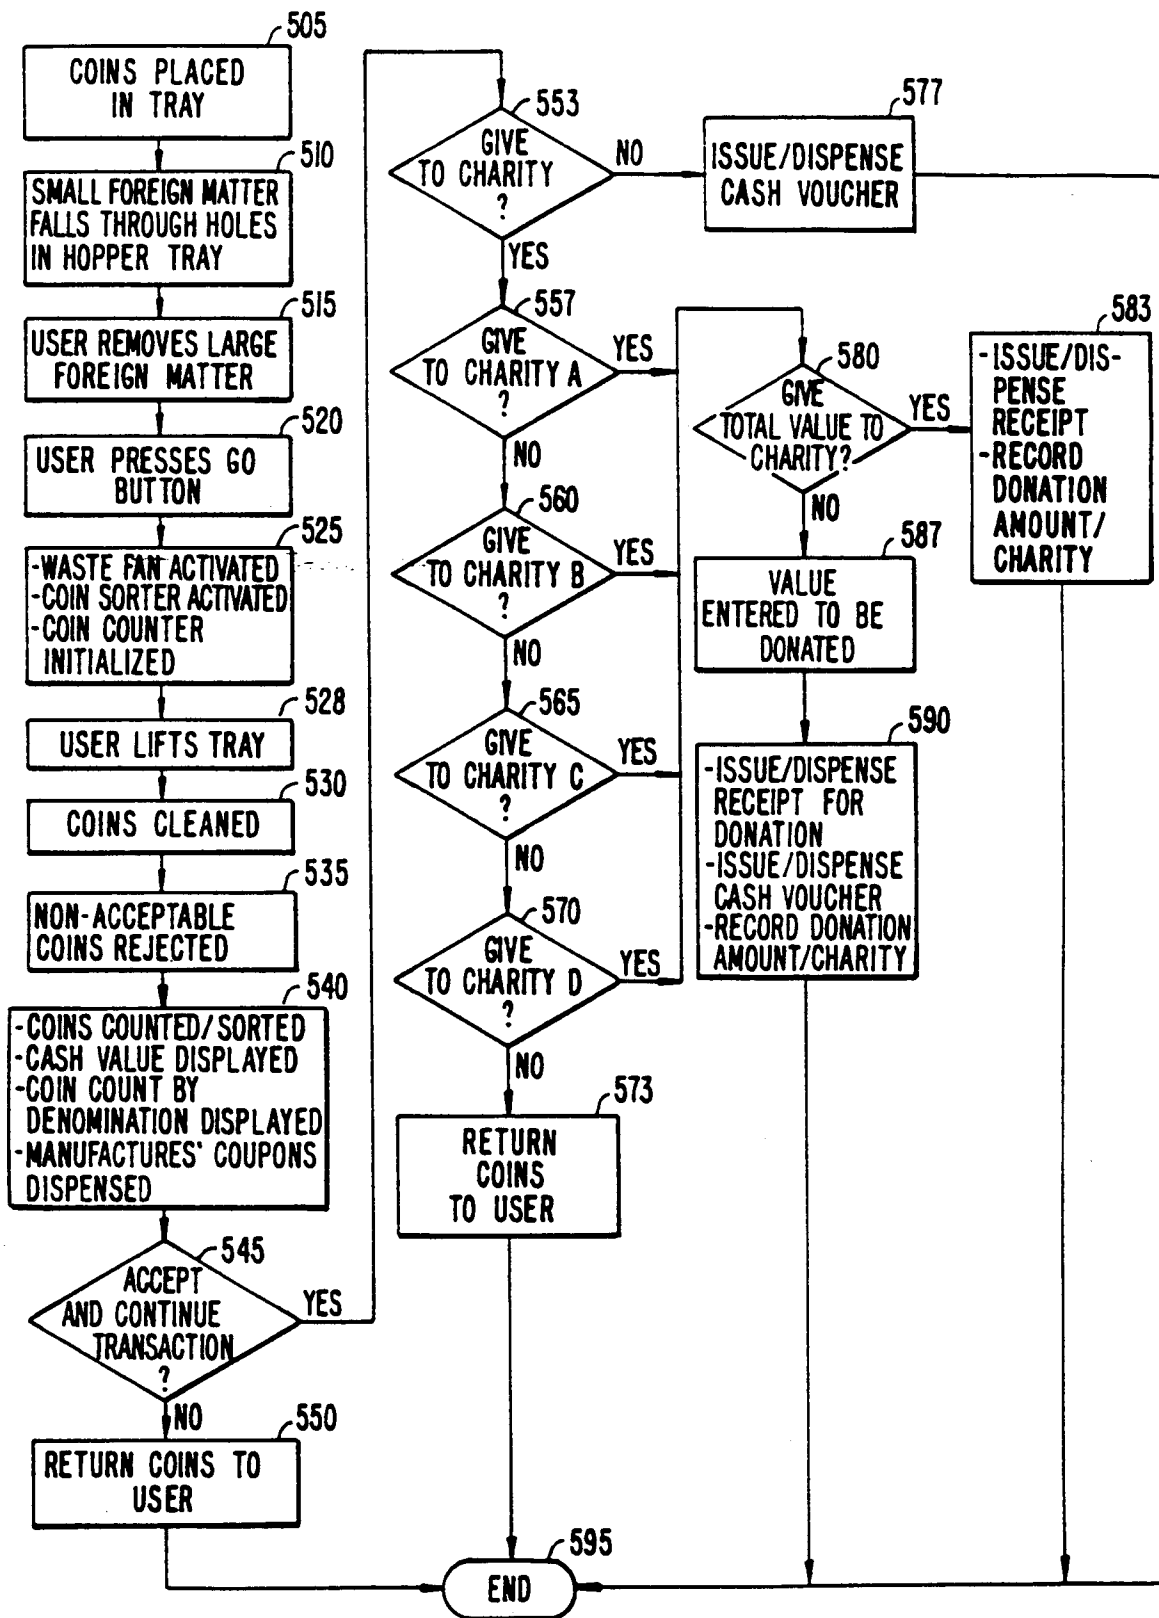 505
COINS PLACED
IN TRAY
510
SMALL FOREIGN MATTER
FALLS THROUGH HOLES
IN HOPPER TRAY
515
USER REMOVES LARGE
FOREIGN MATTER
520
USER PRESSES GO
BUTTON
525
-WASTE FAN ACTIVATED
-COIN SORTER ACTIVATED
-COIN COUNTER
INITIALIZED
528
USER LIFTS TRAY
530
COINS CLEANED
535
NON-ACCEPTABLE
COINS REJECTED
540
-COINS COUNTED/SORTED
-CASH VALUE DISPLAYED
-COIN COUNT BY
DENOMINATION DISPLAYED
-MANUFACTURES' COUPONS
DISPENSED
545
ACCEPT
AND CONTINUE
TRANSACTION
?
YES
NO
550
RETURN COINS TO
USER
553
GIVE
TO CHARITY
?
NO
YES
577
ISSUE/DISPENSE
CASH VOUCHER
557
GIVE
TO CHARITY A
?
YES
NO
560
GIVE
TO CHARITY B
?
YES
NO
565
GIVE
TO CHARITY C
?
YES
NO
570
GIVE
TO CHARITY D
?
YES
NO
573
RETURN
COINS
TO USER
580
GIVE
TOTAL VALUE TO
CHARITY?
YES
NO
583
-ISSUE/DIS-
PENSE
RECEIPT
-RECORD
DONATION
AMOUNT/
CHARITY
587
VALUE
ENTERED TO BE
DONATED
590
-ISSUE/DISPENSE
RECEIPT FOR
DONATION
-ISSUE/DISPENSE
CASH VOUCHER
-RECORD DONATION
AMOUNT/CHARITY
595
END